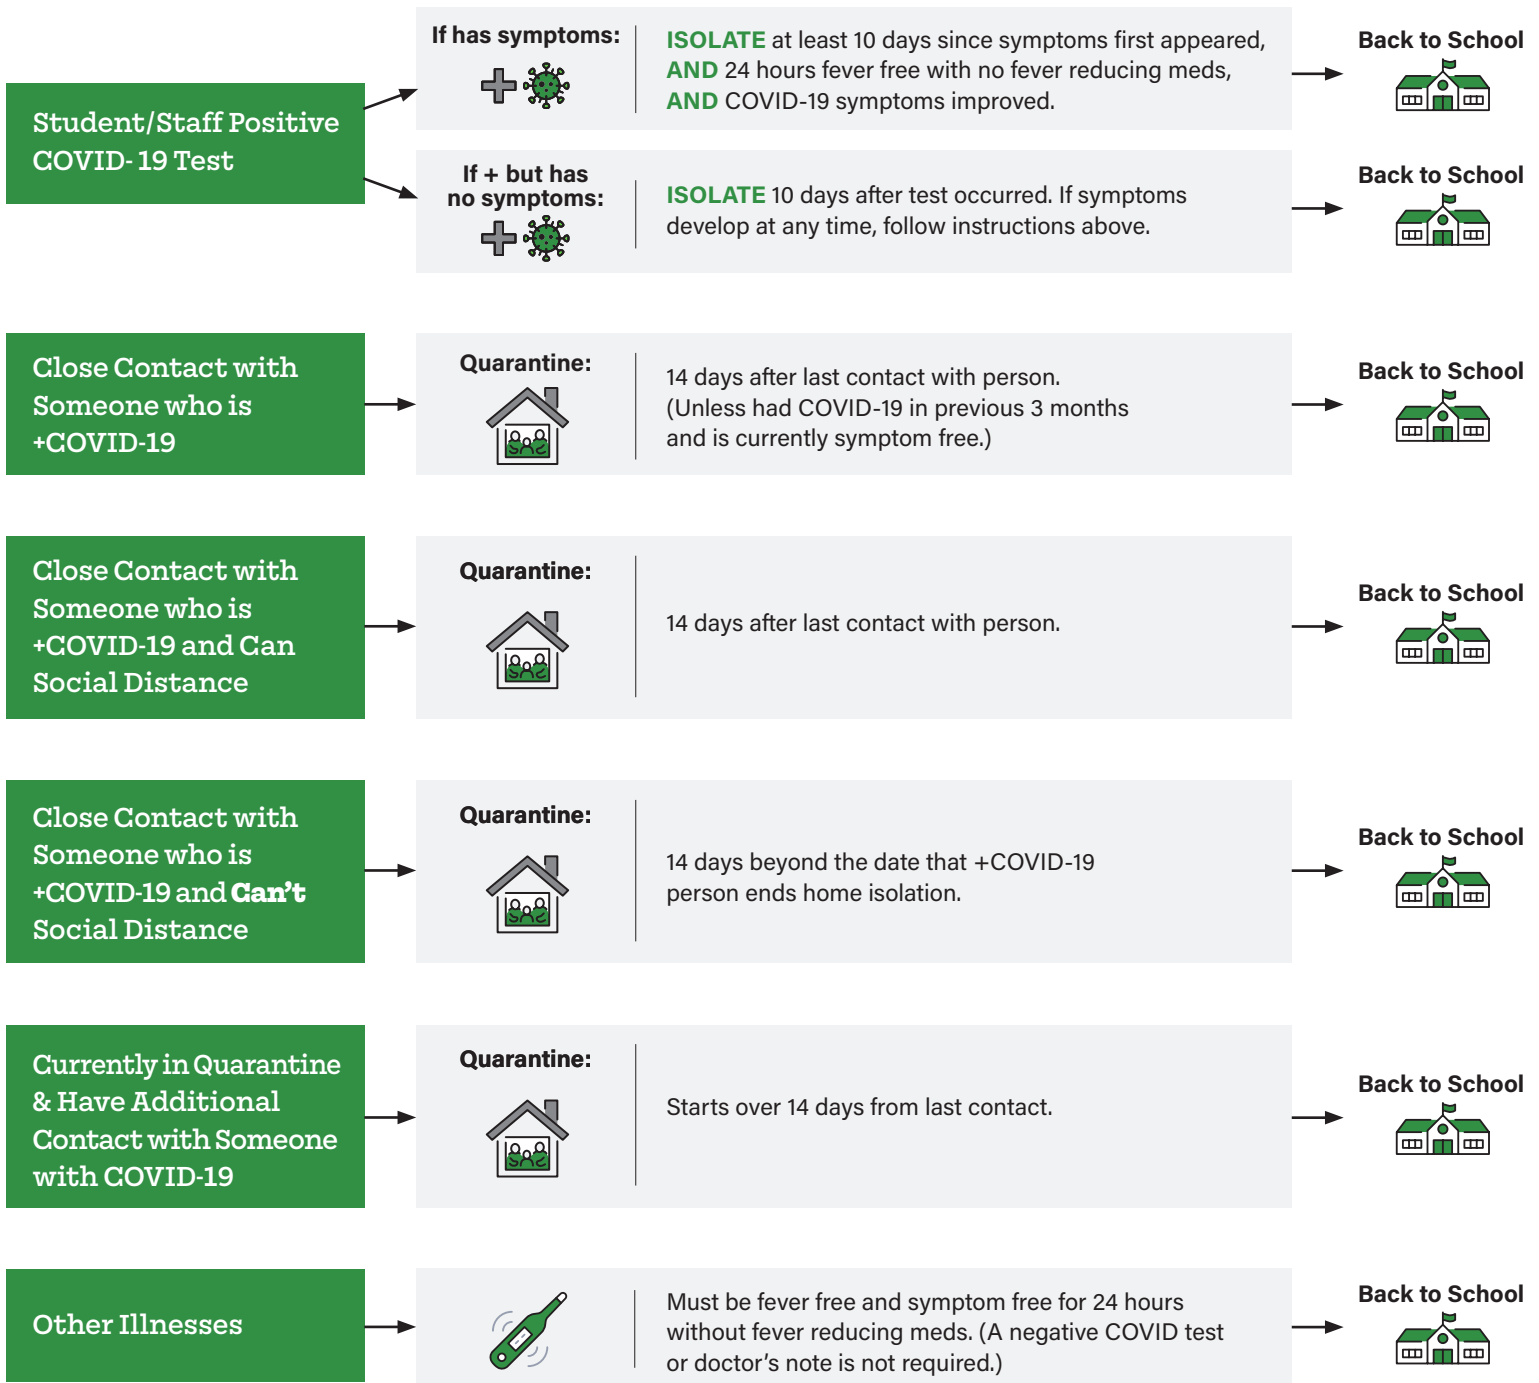 Student/Staff Positive
COVID- 19 Test
If has symptoms:
ISOLATE at least 10 days since symptoms first appeared,
AND 24 hours fever free with no fever reducing meds,
AND COVID-19 symptoms improved.
Back to School
If + but has
no symptoms:
ISOLATE 10 days after test occurred. If symptoms
develop at any time, follow instructions above.
Back to School
Close Contact with
Someone who is
+COVID-19
Quarantine:
14 days after last contact with person.
(Unless had COVID-19 in previous 3 months
and is currently symptom free.)
Back to School
Close Contact with
Someone who is
+COVID-19 and Can
Social Distance
Quarantine:
14 days after last contact with person.
Back to School
Close Contact with
Someone who is
+COVID-19 and Can't
Social Distance
Quarantine:
14 days beyond the date that +COVID-19
person ends home isolation.
Back to School
Currently in Quarantine
& Have Additional
Contact with Someone
with COVID-19
Quarantine:
Starts over 14 days from last contact.
Back to School
Other Illnesses
Must be fever free and symptom free for 24 hours
without fever reducing meds. (A negative COVID test
or doctor's note is not required.)
Back to School